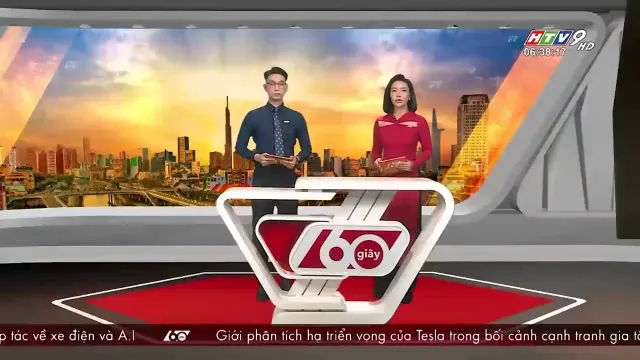 HTV9 HD
06:38:17
60 giây
p tác về xe điện và A.I 60 Giới phân tích hạ triển vọng của Tesla trong bối cảnh cạnh tranh gia tă